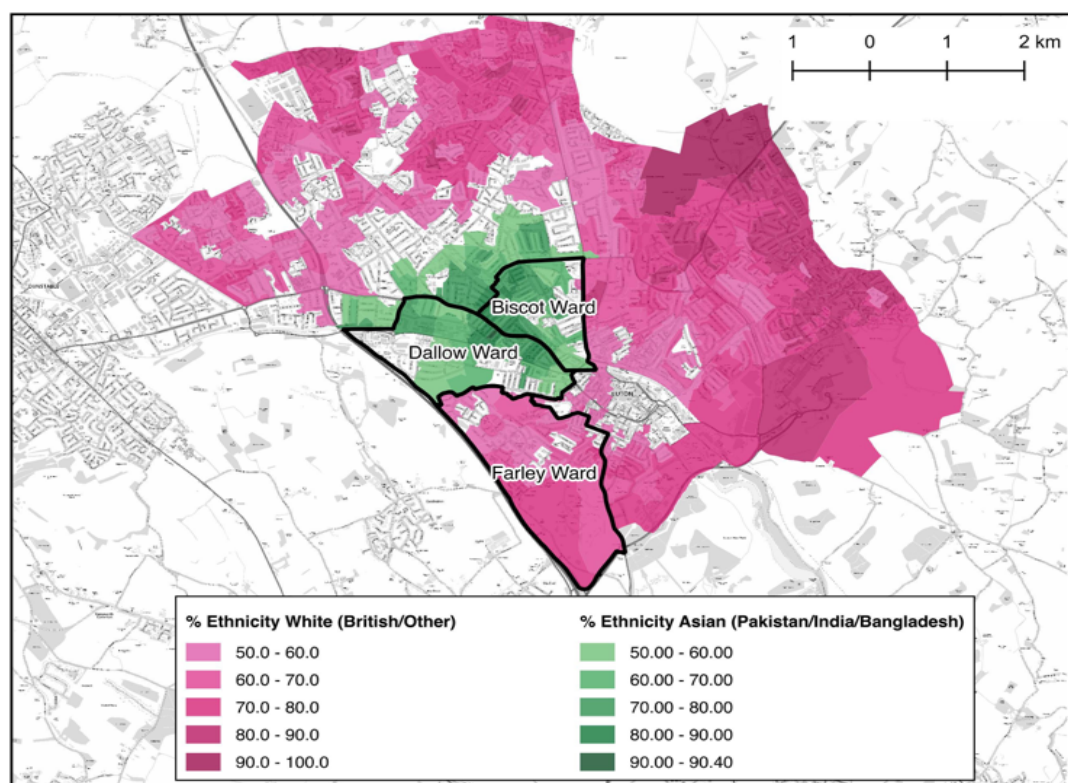 1 0 1 2 km
Biscot Ward
Dallow Ward
LUTON
Farley Ward
% Ethnicity White (British/Other)
50.0 - 60.0
60.0 - 70.0
70.0 - 80.0
80.0 - 90.0
90.0 - 100.0
% Ethnicity Asian (Pakistan/India/Bangladesh)
50.00 - 60.00
60.00 - 70.00
70.00 - 80.00
80.00 - 90.00
90.00 - 90.40